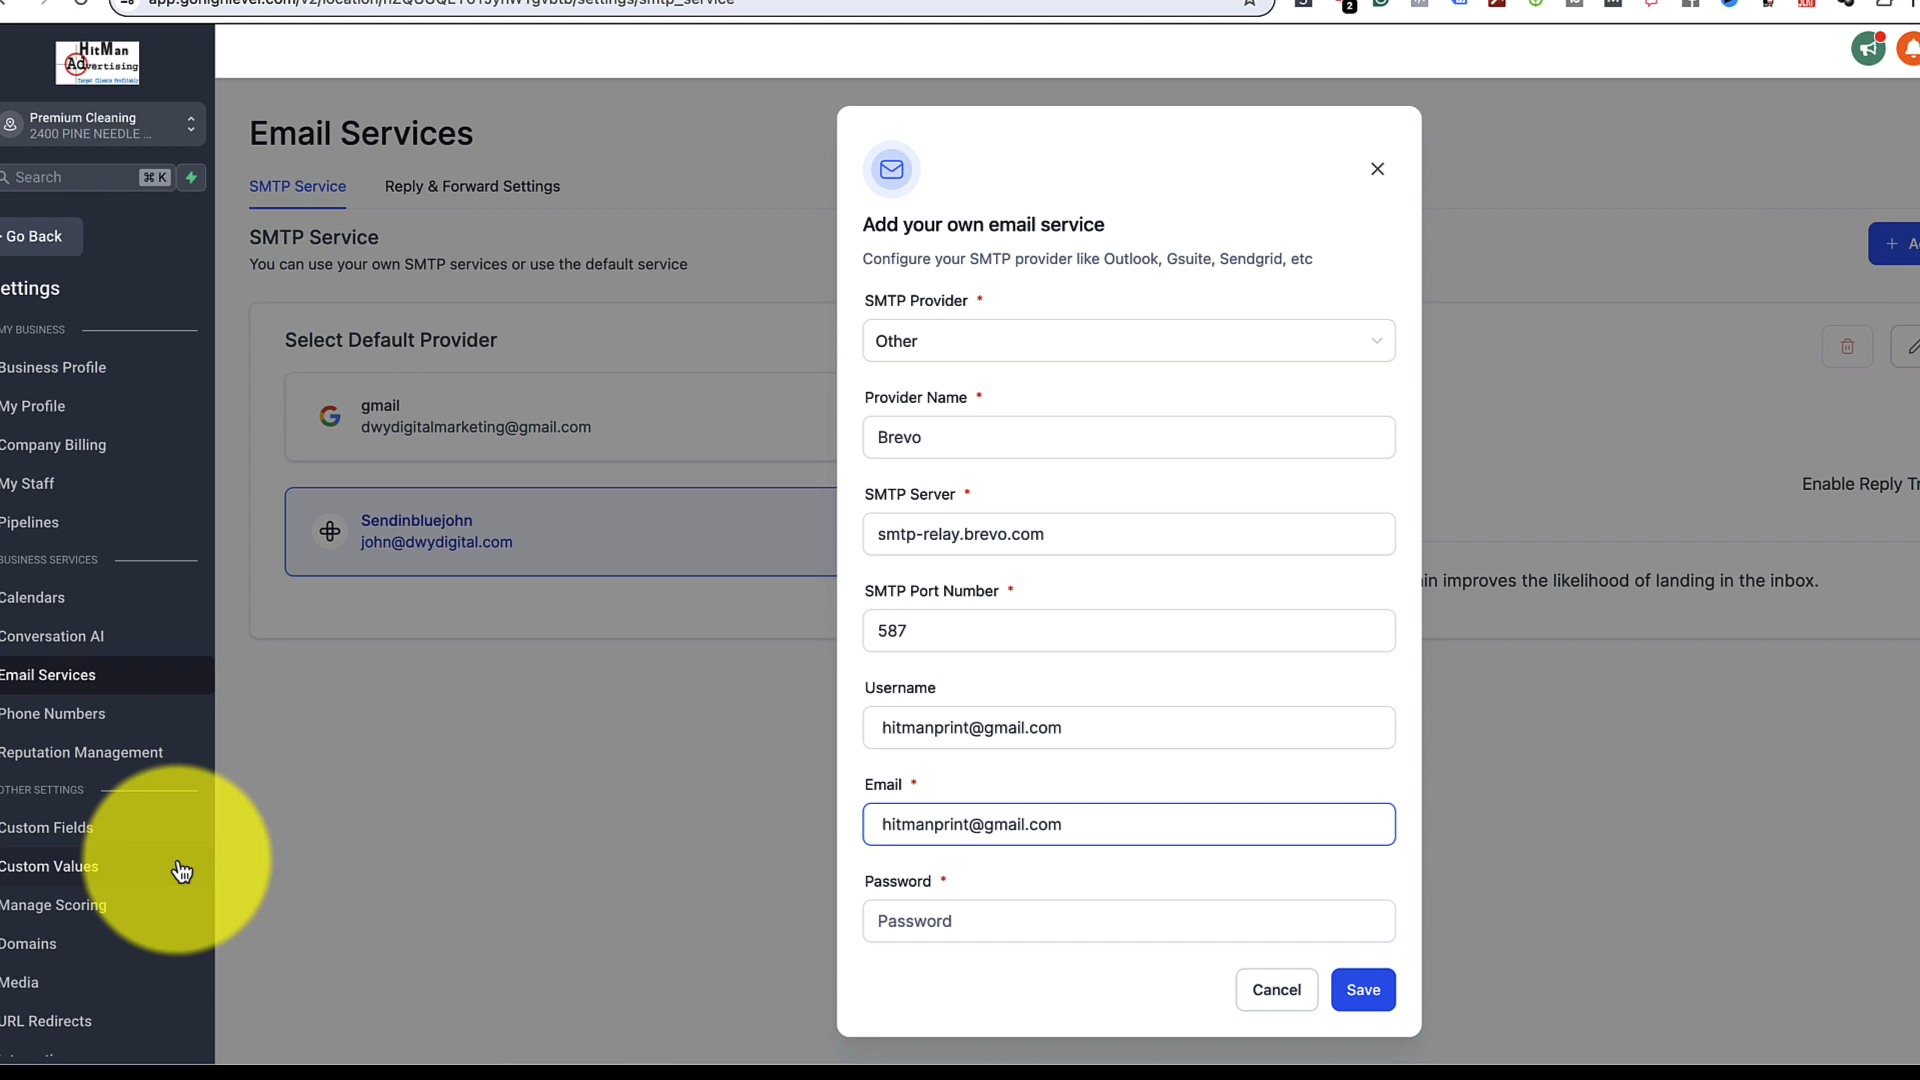 HitMan
Advertising
Target Clients Profitably
Premium Cleaning
2400 PINE NEEDLE ...
Search
⌘ K
Go Back
ettings
MY BUSINESS
Business Profile
My Profile
Company Billing
My Staff
Pipelines
BUSINESS SERVICES
Calendars
Conversation AI
Email Services
Phone Numbers
Reputation Management
OTHER SETTINGS
Custom Fields
Custom Values
Manage Scoring
Domains
Media
URL Redirects
Email Services
SMTP Service
Reply & Forward Settings
SMTP Service
You can use your own SMTP services or use the default service
Select Default Provider
gmail
dwydigitalmarketing@gmail.com
Sendinbluejohn
john@dwydigital.com
Add your own email service
Configure your SMTP provider like Outlook, Gsuite, Sendgrid, etc
SMTP Provider *
Other
Provider Name *
Brevo
SMTP Server *
smtp-relay.brevo.com
SMTP Port Number *
587
Username
hitmanprint@gmail.com
Email *
hitmanprint@gmail.com
Password *
Password
Cancel
Save
2
+ A
Enable Reply Tr
in improves the likelihood of landing in the inbox.